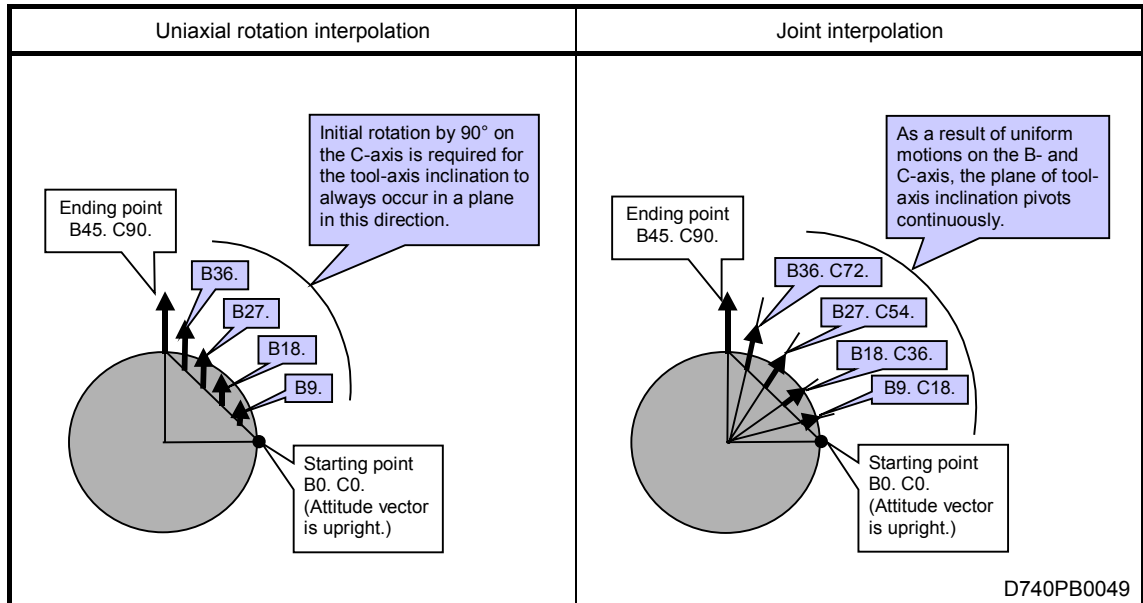 Uniaxial rotation interpolation
Joint interpolation
Initial rotation by 90° on
the C-axis is required for
the tool-axis inclination to
always occur in a plane
in this direction.
Ending point
B45. C90.
B36.
B27.
B18.
B9.
Starting point
B0. C0.
(Attitude vector
is upright.)
As a result of uniform
motions on the B- and
C-axis, the plane of tool-
axis inclination pivots
continuously.
Ending point
B45. C90.
B36. C72.
B27. C54.
B18. C36.
B9. C18.
Starting point
B0. C0.
(Attitude vector
is upright.)
D740PB0049